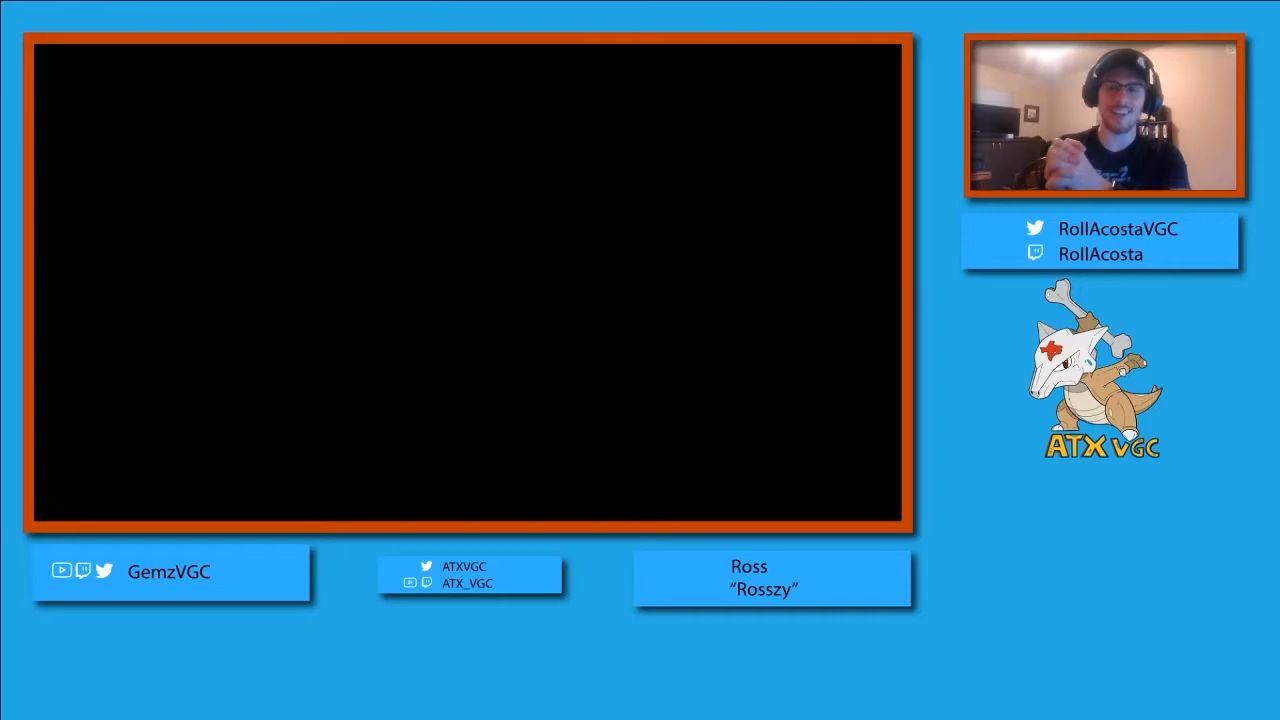 RollAcostaVGC
RollAcosta
ATX VGC
GemzVGC
ATXVGC
ATX_VGC
Ross
“Rosszy”